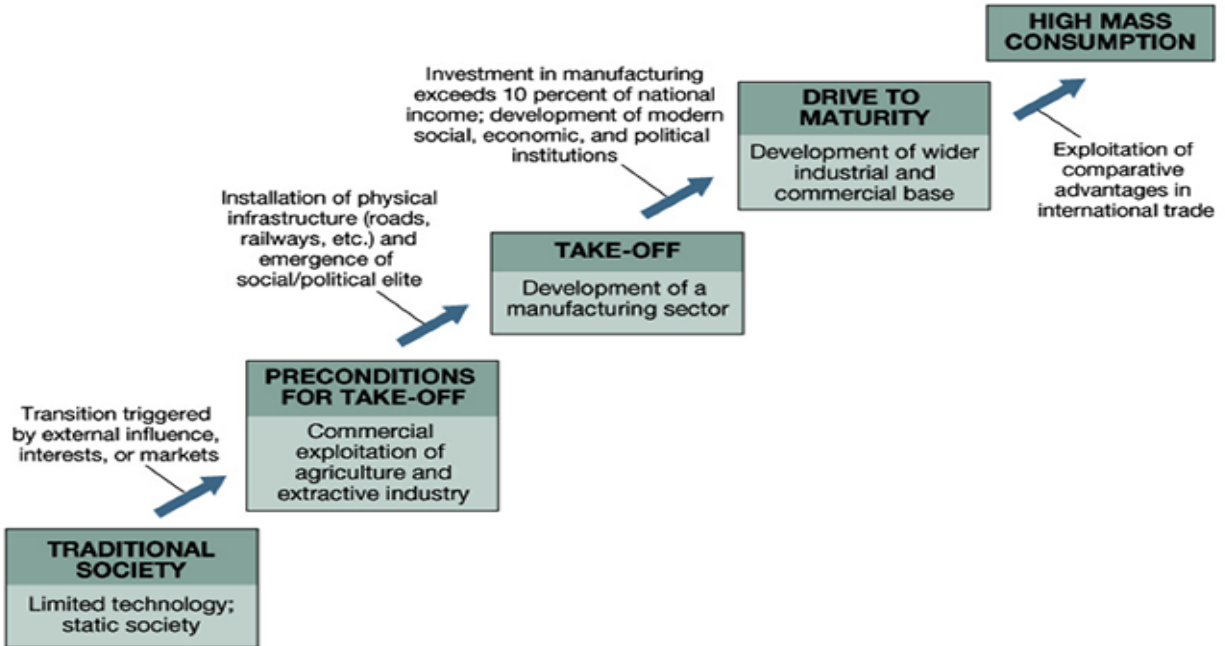 HIGH MASS
CONSUMPTION
Investment in manufacturing
exceeds 10 percent of national
income; development of modern
social, economic, and political
institutions
DRIVE TO
MATURITY
Development of wider
industrial and
commercial base
Exploitation of
comparative
advantages in
international trade
Installation of physical
infrastructure (roads,
railways, etc.) and
emergence of
social/political elite
TAKE-OFF
Development of a
manufacturing sector
PRECONDITIONS
FOR TAKE-OFF
Commercial
exploitation of
agriculture and
extractive industry
Transition triggered
by external influence,
interests, or markets
TRADITIONAL
SOCIETY
Limited technology;
static society